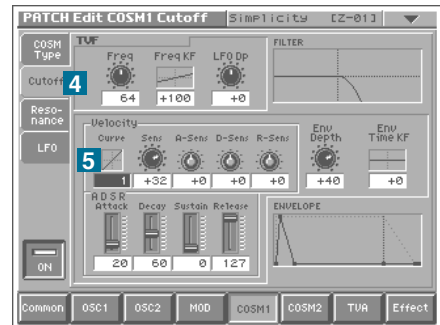 PATCH Edit COSM1 Cutoff Simplicity [Z-01]
COSM Type
Cutoff
Reso-nance
LFO
4
TVF
Freq Freq KF LFO Dp
64 +100 +0
FILTER
5
Velocity
Curve Sens A-Sens D-Sens R-Sens
1 +32 +0 +0 +0
Env Depth Env Time KF
+40 +0
ADSR
Attack Decay Sustain Release
20 60 0 127
ENVELOPE
ON
Common OSC1 OSC2 MOD COSM1 COSM2 TVA Effect